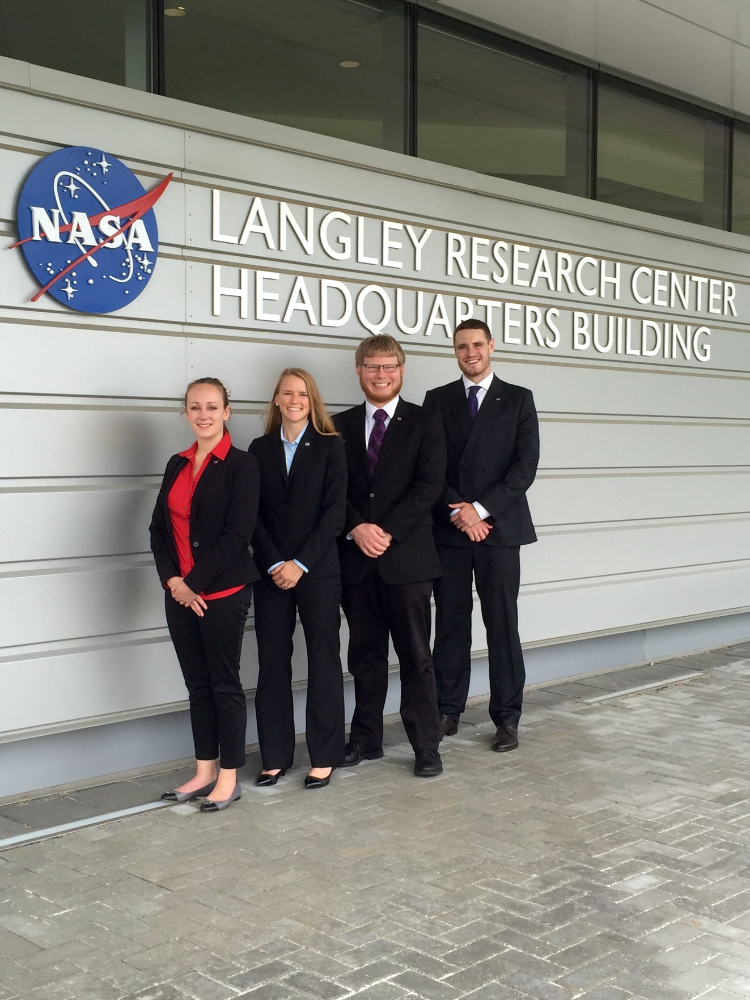 NASA
LANGLEY RESEARCH CENTER
HEADQUARTERS BUILDING